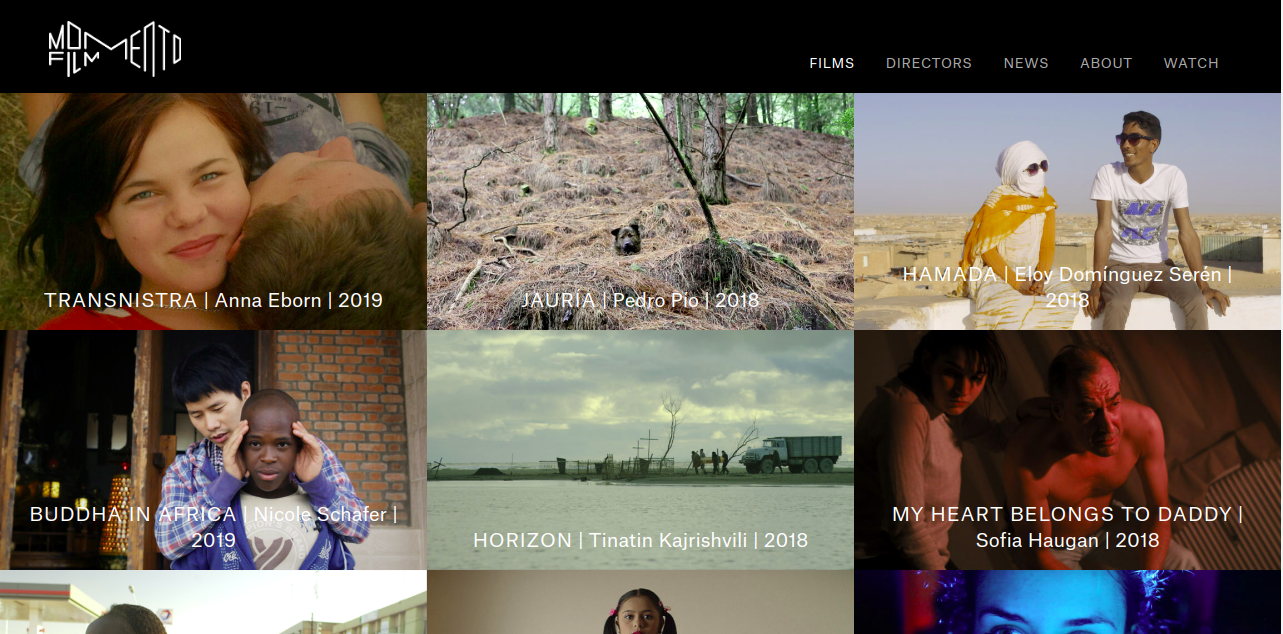 MOMENTO
FILM
FILMS DIRECTORS NEWS ABOUT WATCH
TRANSNISTRA | Anna Eborn | 2019
JAURÍA | Pedro Pío | 2018
HAMADA | Eloy Domínguez Serén |
2018
BUDDHA IN AFRICA | Nicole Schafer |
2019
HORIZON | Tinatin Kajrishvili | 2018
MY HEART BELONGS TO DADDY |
Sofia Haugan | 2018